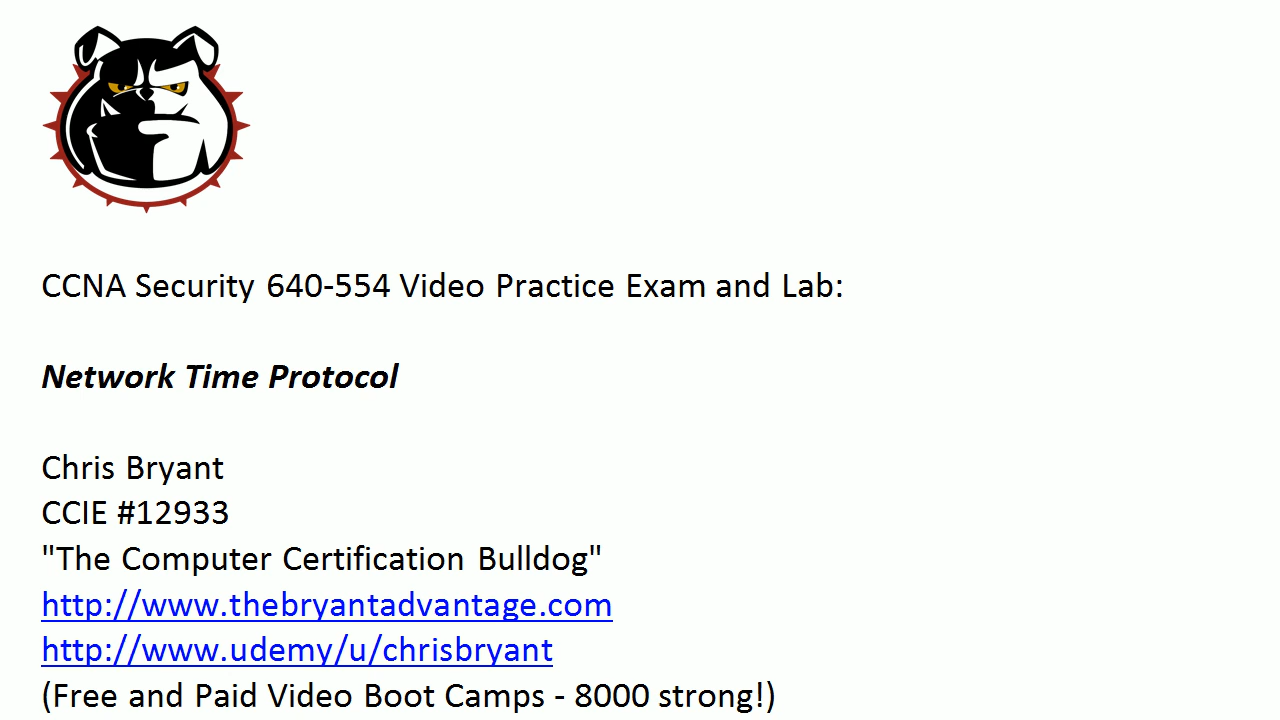 CCNA Security 640-554 Video Practice Exam and Lab:
Network Time Protocol
Chris Bryant
CCIE #12933
"The Computer Certification Bulldog"
http://www.thebryantadvantage.com
http://www.udemy/u/chrisbryant
(Free and Paid Video Boot Camps - 8000 strong!)